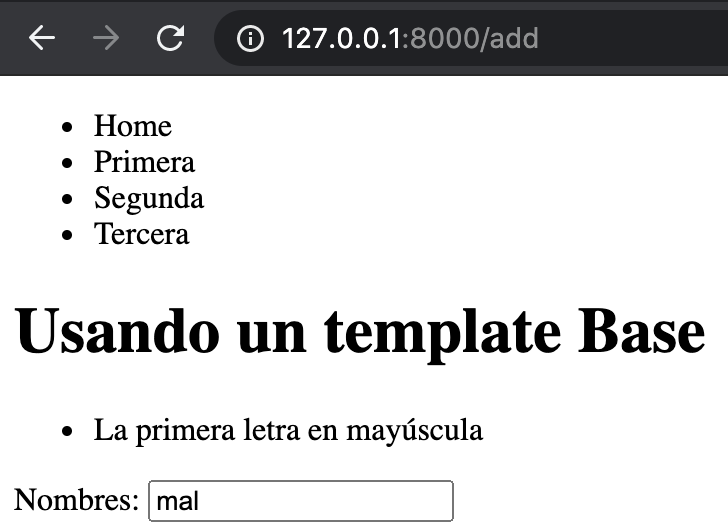 127.0.0.1:8000/add
Home
Primera
Segunda
Tercera
Usando un template Base
La primera letra en mayúscula
Nombres: mal